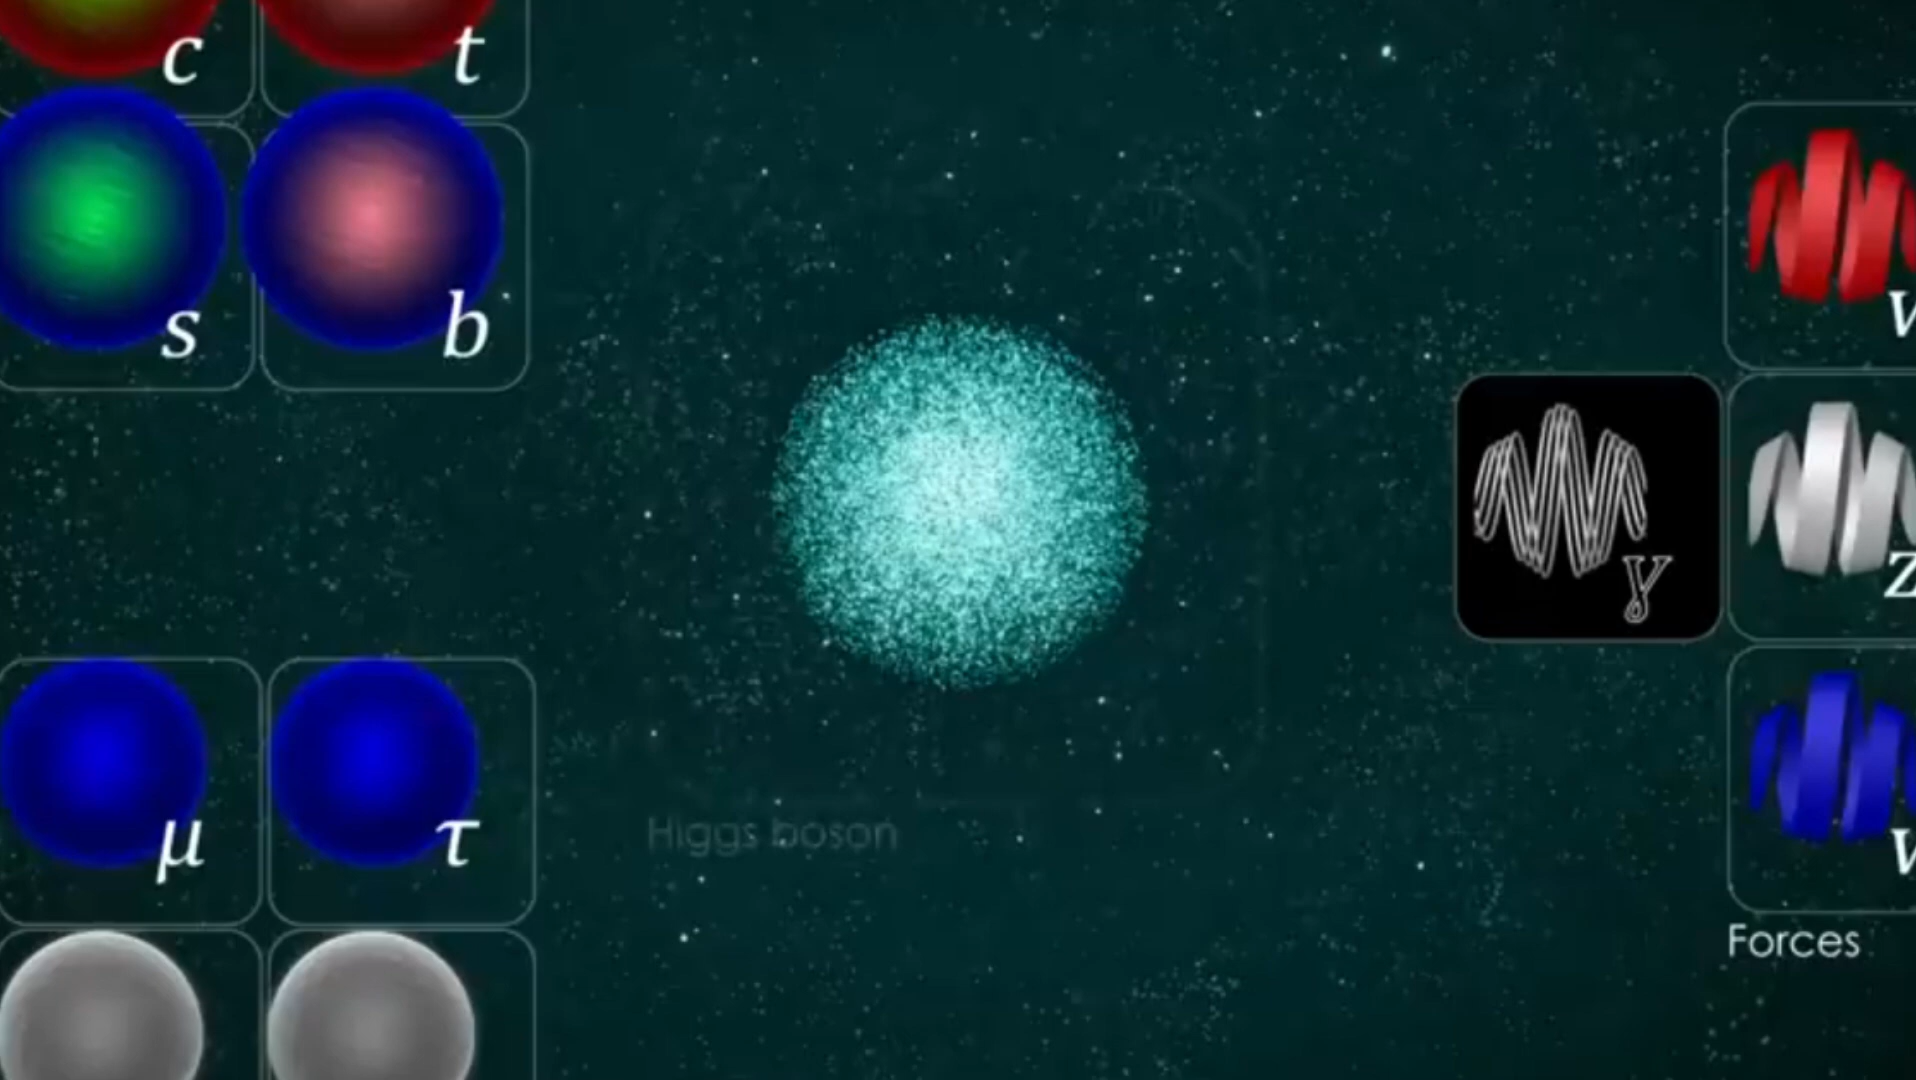 c t
s b
γ
Z
μ τ
Higgs boson
Forces